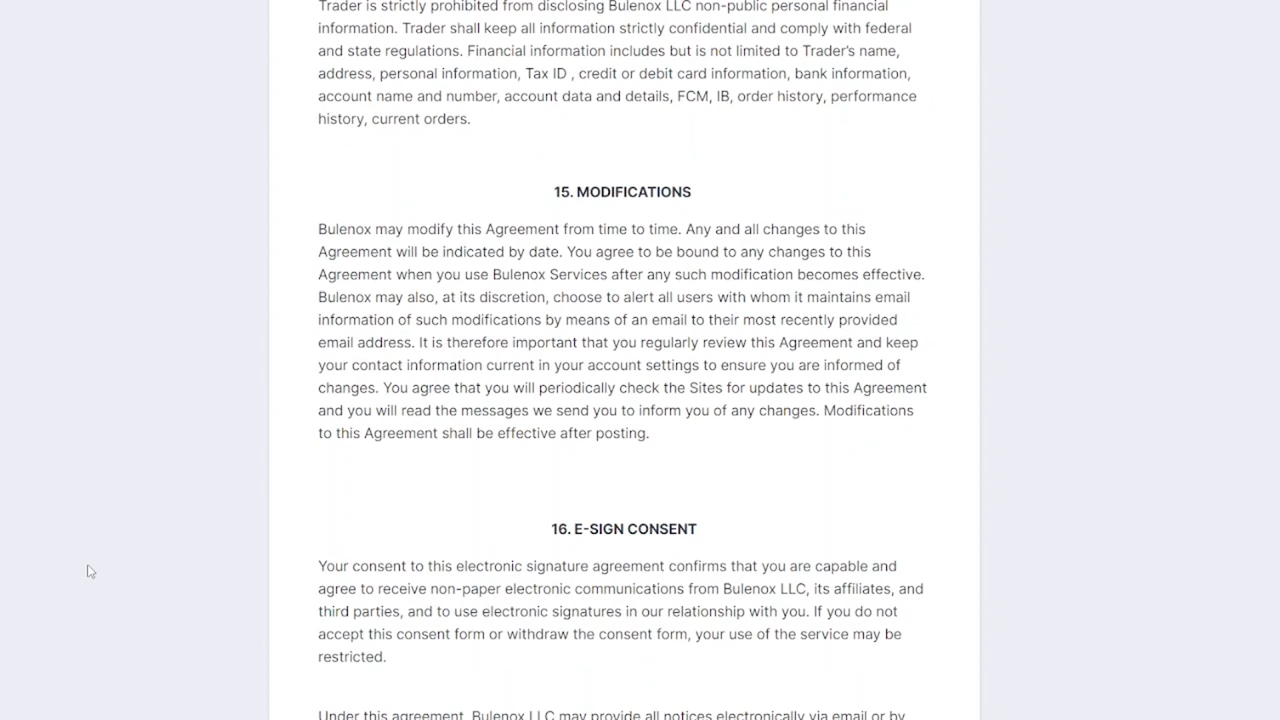 Trader is strictly prohibited from disclosing Bulenox LLC non-public personal financial
information. Trader shall keep all information strictly confidential and comply with federal
and state regulations. Financial information includes but is not limited to Trader's name,
address, personal information, Tax ID , credit or debit card information, bank information,
account name and number, account data and details, FCM, IB, order history, performance
history, current orders.
15. MODIFICATIONS
Bulenox may modify this Agreement from time to time. Any and all changes to this
Agreement will be indicated by date. You agree to be bound to any changes to this
Agreement when you use Bulenox Services after any such modification becomes effective.
Bulenox may also, at its discretion, choose to alert all users with whom it maintains email
information of such modifications by means of an email to their most recently provided
email address. It is therefore important that you regularly review this Agreement and keep
your contact information current in your account settings to ensure you are informed of
changes. You agree that you will periodically check the Sites for updates to this Agreement
and you will read the messages we send you to inform you of any changes. Modifications
to this Agreement shall be effective after posting.
16. E-SIGN CONSENT
Your consent to this electronic signature agreement confirms that you are capable and
agree to receive non-paper electronic communications from Bulenox LLC, its affiliates, and
third parties, and to use electronic signatures in our relationship with you. If you do not
accept this consent form or withdraw the consent form, your use of the service may be
restricted.
Under this agreement, Bulenox LLC may provide all notices electronically via email or by